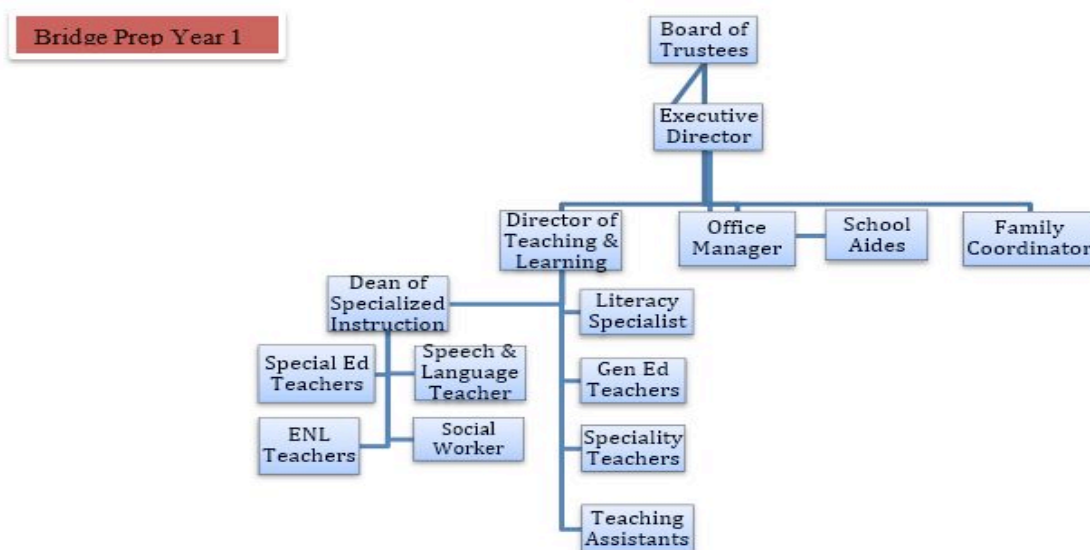 Bridge Prep Year 1
Board of
Trustees
Executive
Director
Director of
Teaching &
Learning
Office
Manager
School
Aides
Family
Coordinator
Dean of
Specialized
Instruction
Literacy
Specialist
Special Ed
Teachers
Speech &
Language
Teacher
Gen Ed
Teachers
ENL
Teachers
Social
Worker
Speciality
Teachers
Teaching
Assistants